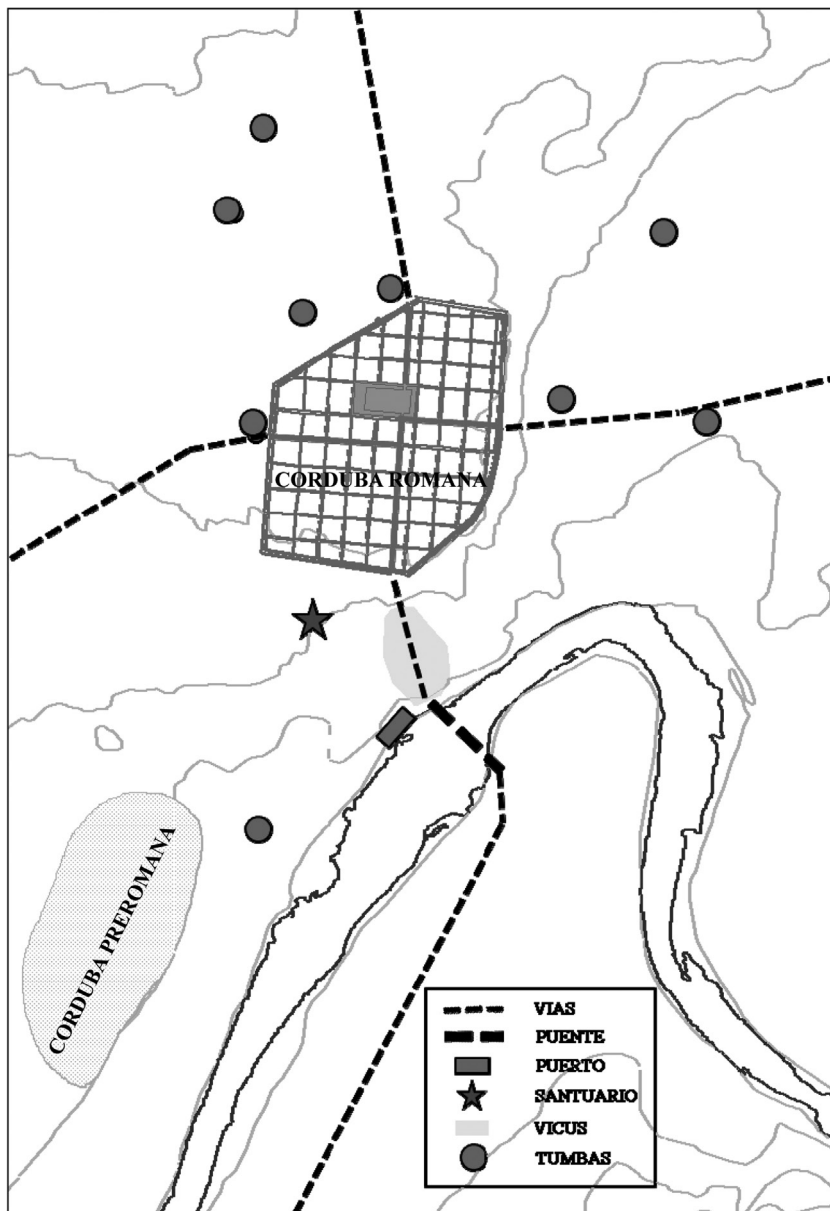 CORDUBA ROMANA
CORDUBA PREROMANA
VIAS
PUENTE
PUERTO
SANTUARIO
VICUS
TUMBAS